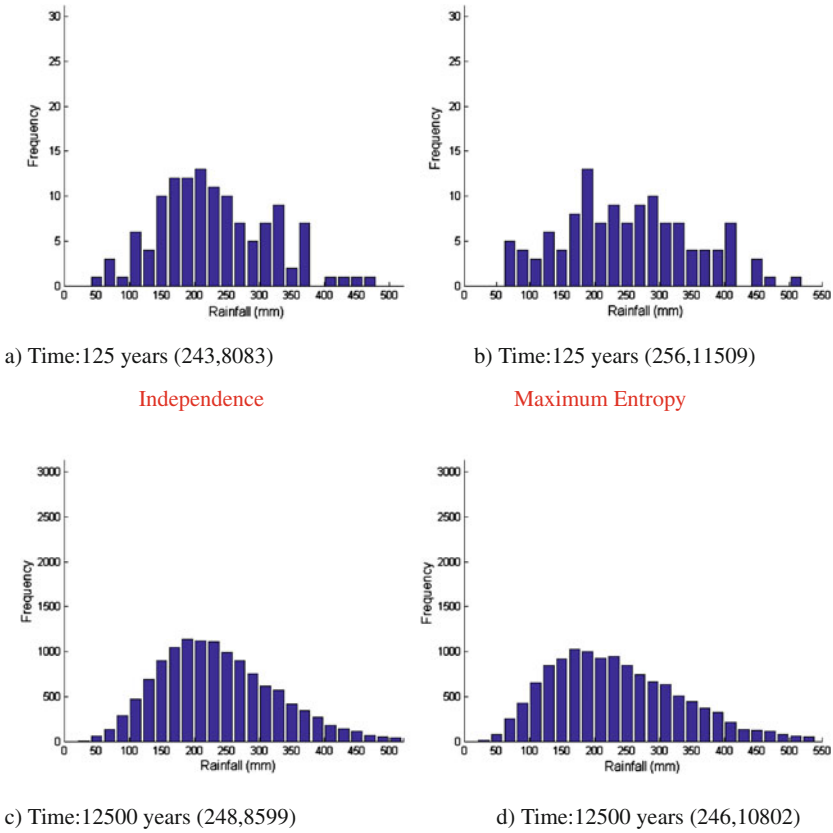 30
25
20
15
10
5
0
Frequency
0 50 100 150 200 250 300 350 400 450 500
Rainfall (mm)
30
25
20
15
10
5
0
Frequency
0 50 100 150 200 250 300 350 400 450 500 550
Rainfall (mm)
a) Time:125 years (243,8083)
b) Time:125 years (256,11509)
Independence
Maximum Entropy
3000
2500
2000
1500
1000
500
0
Frequency
0 50 100 150 200 250 300 350 400 450 500
Rainfall (mm)
3000
2500
2000
1500
1000
500
0
Frequency
0 50 100 150 200 250 300 350 400 450 500 550
Rainfall (mm)
c) Time:12500 years (248,8599)
d) Time:12500 years (246,10802)